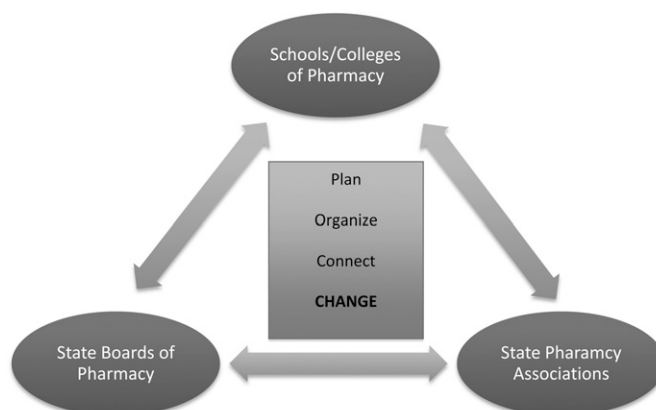 Schools/Colleges
of Pharmacy
Plan
Organize
Connect
CHANGE
State Boards of
Pharmacy
State Pharamcy
Associations